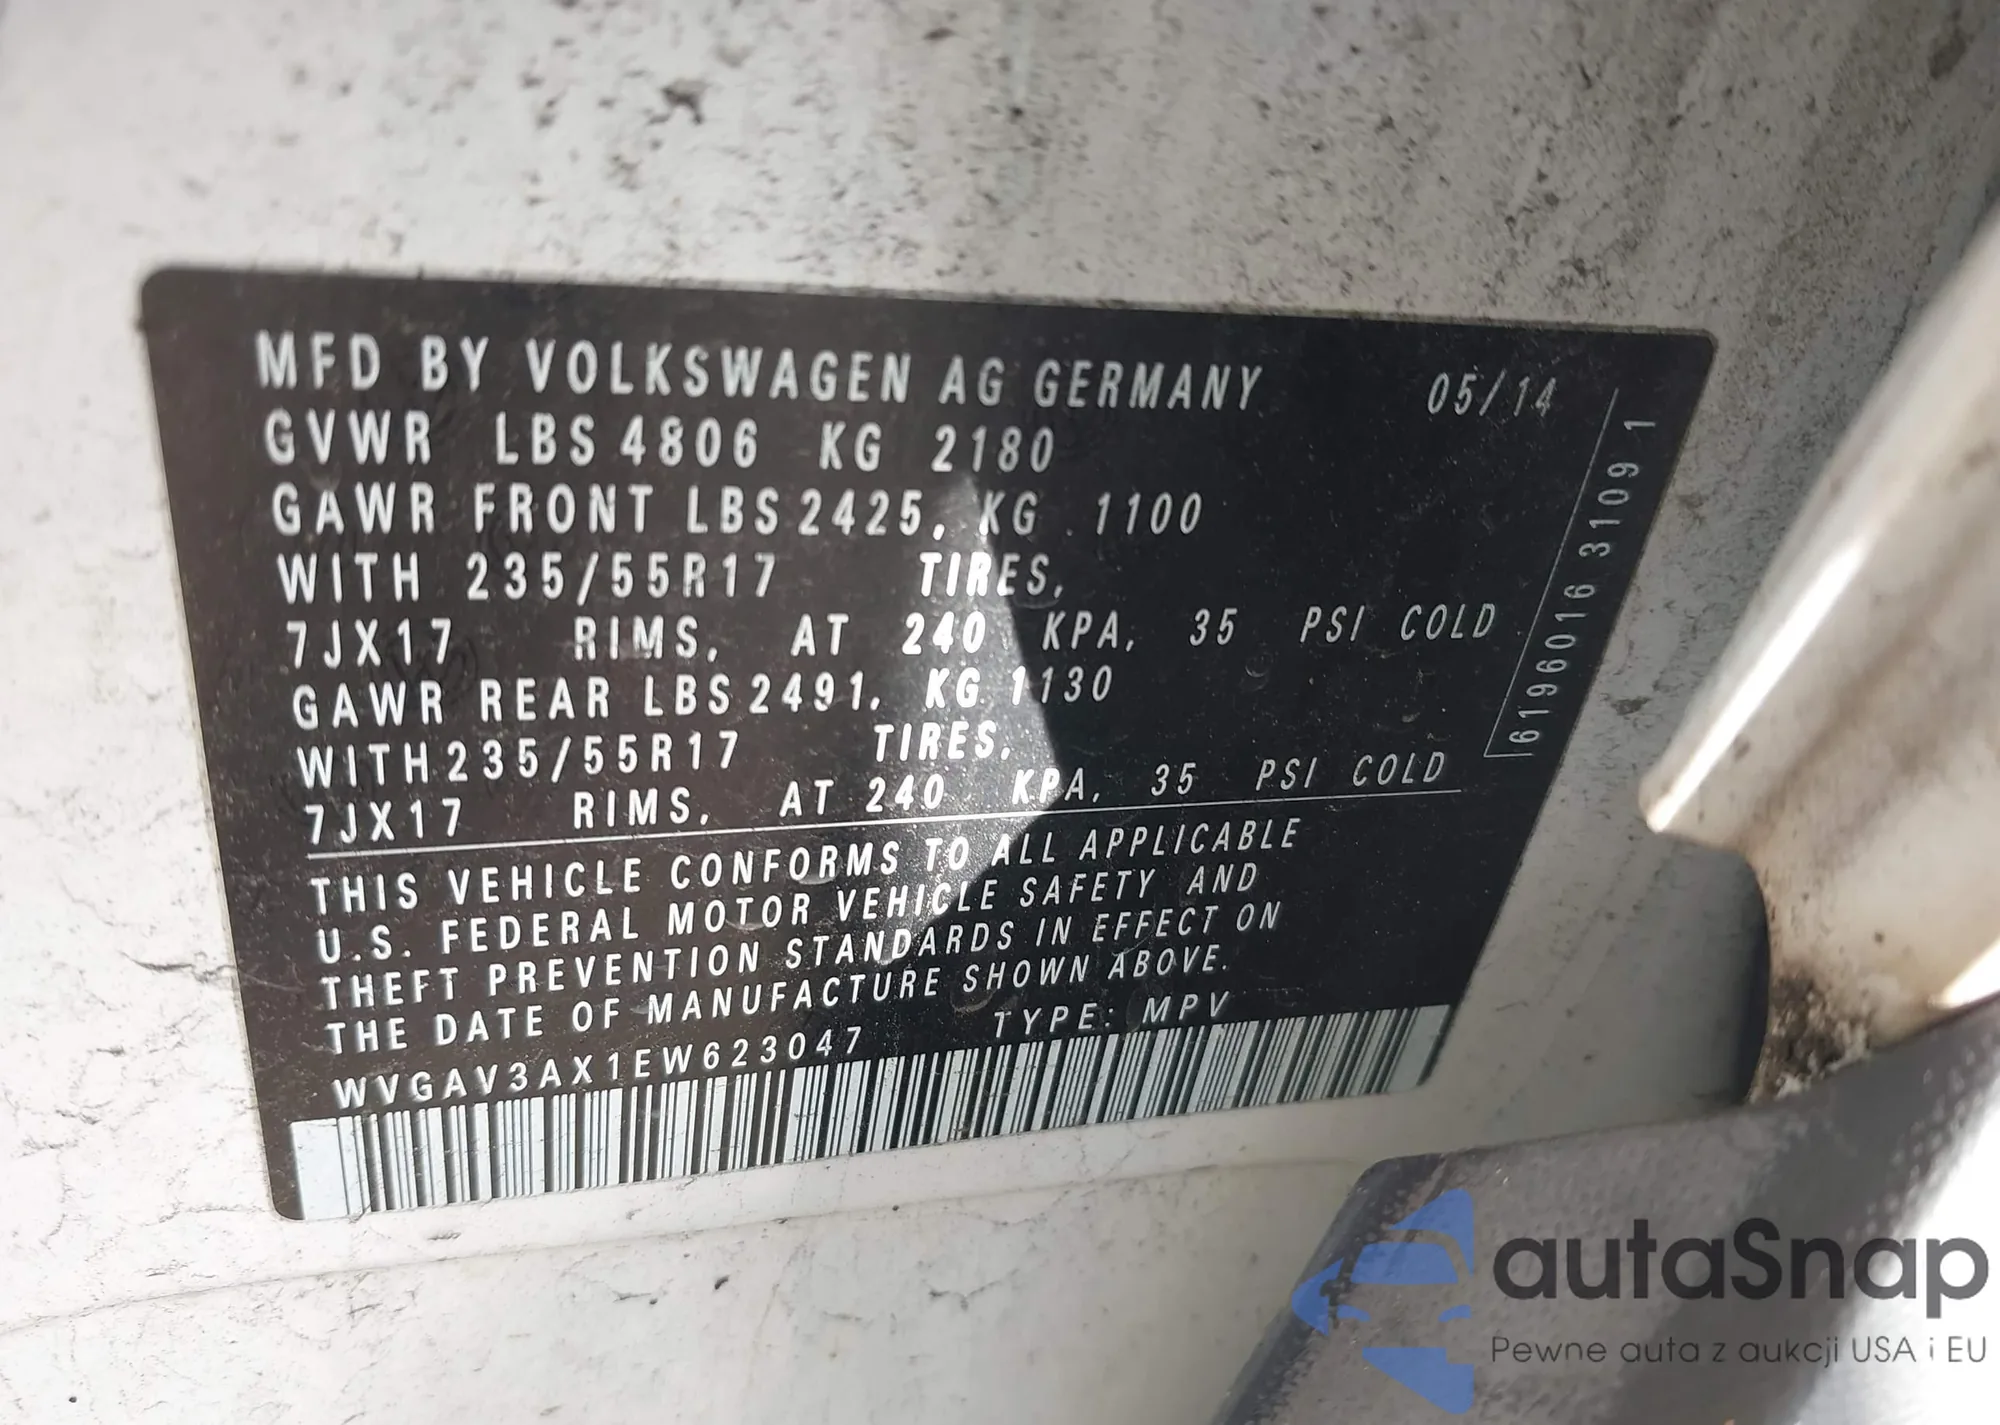 MFD BY VOLKSWAGEN AG GERMANY 05/14
GVWR LBS 4806 KG 2180
GAWR FRONT LBS 2425, KG 1100
WITH 235/55R17 TIRES,
7JX17 RIMS, AT 240 KPA, 35 PSI COLD
GAWR REAR LBS 2491, KG 1130
WITH 235/55R17 TIRES,
7JX17 RIMS, AT 240 KPA, 35 PSI COLD
THIS VEHICLE CONFORMS TO ALL APPLICABLE
U.S. FEDERAL MOTOR VEHICLE SAFETY AND
THEFT PREVENTION STANDARDS IN EFFECT ON
THE DATE OF MANUFACTURE SHOWN ABOVE.
WVGAV3AX1EW623047 TYPE: MPV
6196016 3109 1
autaSnap
Pewne auta z aukcji USA i EU